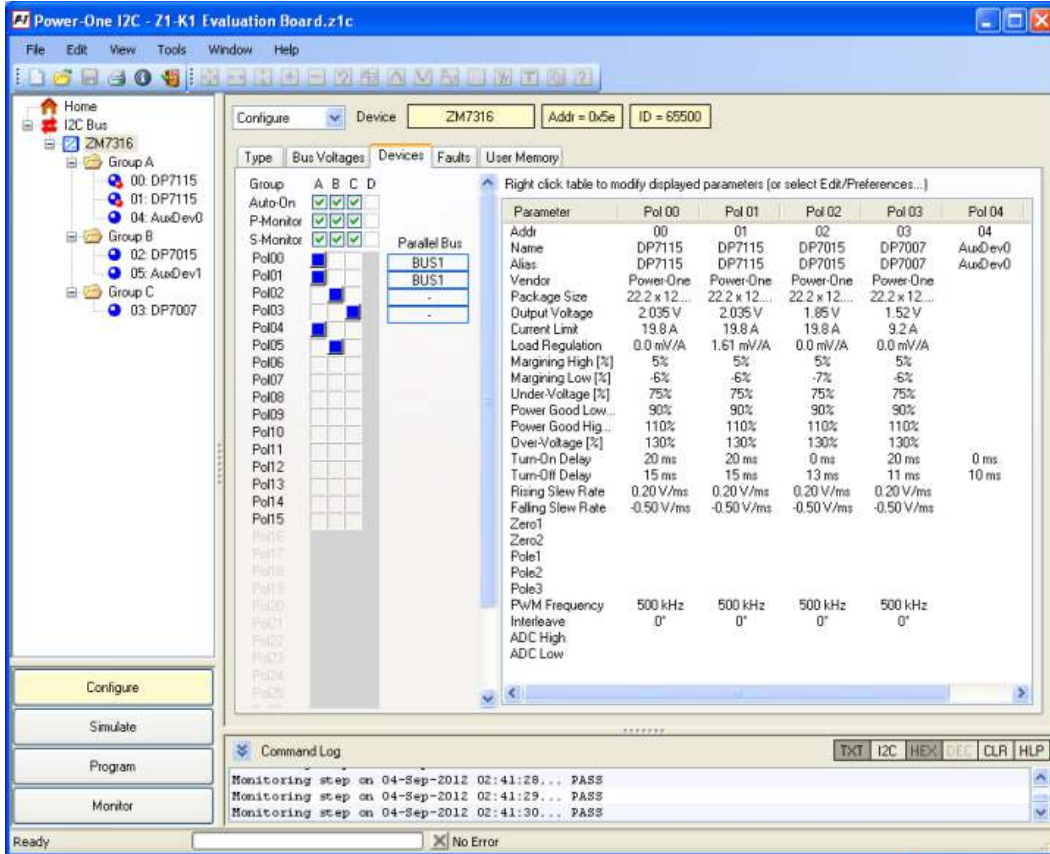 Power-One I2C - Z1-K1 Evaluation Board.z1c
File Edit View Tools Window Help
Home
I2C Bus
ZM7316
Group A
00: DP7115
01: DP7115
04: AuxDev0
Group B
02: DP7015
05: AuxDev1
Group C
03: DP7007
Configure
Simulate
Program
Monitor
Configure Device ZM7316 Addr = 0x5e ID = 65500
Type Bus Voltages Devices Faults User Memory
Group A B C D
Auto-On
P-Monitor
S-Monitor Parallel Bus
Pol00 BUS1
Pol01 BUS1
Pol02 -
Pol03 -
Pol04
Pol05
Pol06
Pol07
Pol08
Pol09
Pol10
Pol11
Pol12
Pol13
Pol14
Pol15
Pol16
Pol17
Pol18
Pol19
Pol20
Pol21
Pol22
Pol23
Pol24
Pol25
Right click table to modify displayed parameters (or select Edit/Preferences...)
Parameter Pol 00 Pol 01 Pol 02 Pol 03 Pol 04
Addr 00 01 02 03 04
Name DP7115 DP7115 DP7015 DP7007 AuxDev0
Alias DP7115 DP7115 DP7015 DP7007 AuxDev0
Vendor Power-One Power-One Power-One Power-One
Package Size 22.2 x 12.... 22.2 x 12.... 22.2 x 12.... 22.2 x 12....
Output Voltage 2.035 V 2.035 V 1.85 V 1.52 V
Current Limit 19.8 A 19.8 A 19.8 A 9.2 A
Load Regulation 0.0 mV/A 1.61 mV/A 0.0 mV/A 0.0 mV/A
Margining High [%] 5% 5% 5% 5%
Margining Low [%] -6% -6% -7% -6%
Under-Voltage [%] 75% 75% 75% 75%
Power Good Low... 90% 90% 90% 90%
Power Good Hig... 110% 110% 110% 110%
Over-Voltage [%] 130% 130% 130% 130%
Turn-On Delay 20 ms 20 ms 0 ms 20 ms 0 ms
Turn-Off Delay 15 ms 15 ms 13 ms 11 ms 10 ms
Rising Slew Rate 0.20 V/ms 0.20 V/ms 0.20 V/ms 0.20 V/ms
Falling Slew Rate -0.50 V/ms -0.50 V/ms -0.50 V/ms -0.50 V/ms
Zero1
Zero2
Pole1
Pole2
Pole3
PWM Frequency 500 kHz 500 kHz 500 kHz 500 kHz
Interleave 0° 0° 0° 0°
ADC High
ADC Low
Command Log TXT I2C HEX DEC CLR HLP
Monitoring step on 04-Sep-2012 02:41:28... PASS
Monitoring step on 04-Sep-2012 02:41:29... PASS
Monitoring step on 04-Sep-2012 02:41:30... PASS
Ready No Error